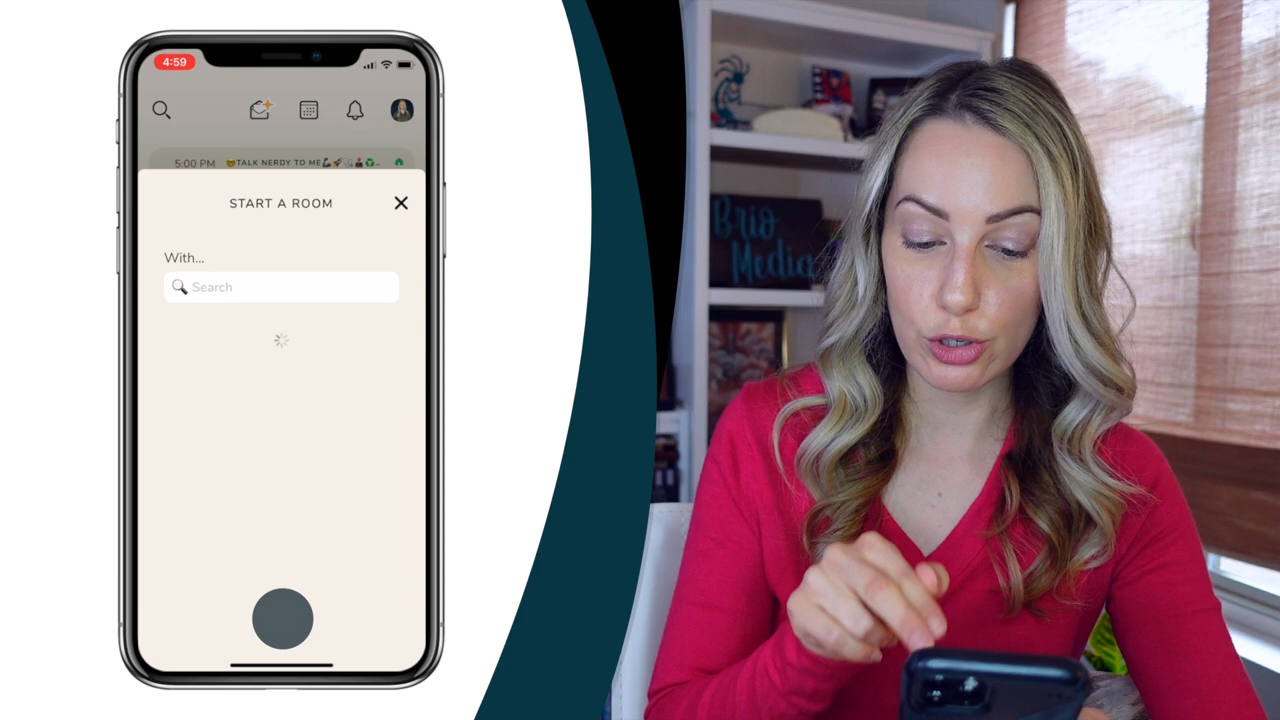 4:59
5:00 PM 🤓TALK NERDY TO ME💪🚀🩺🕹♻️…
START A ROOM
With...
Search
Brio
Media